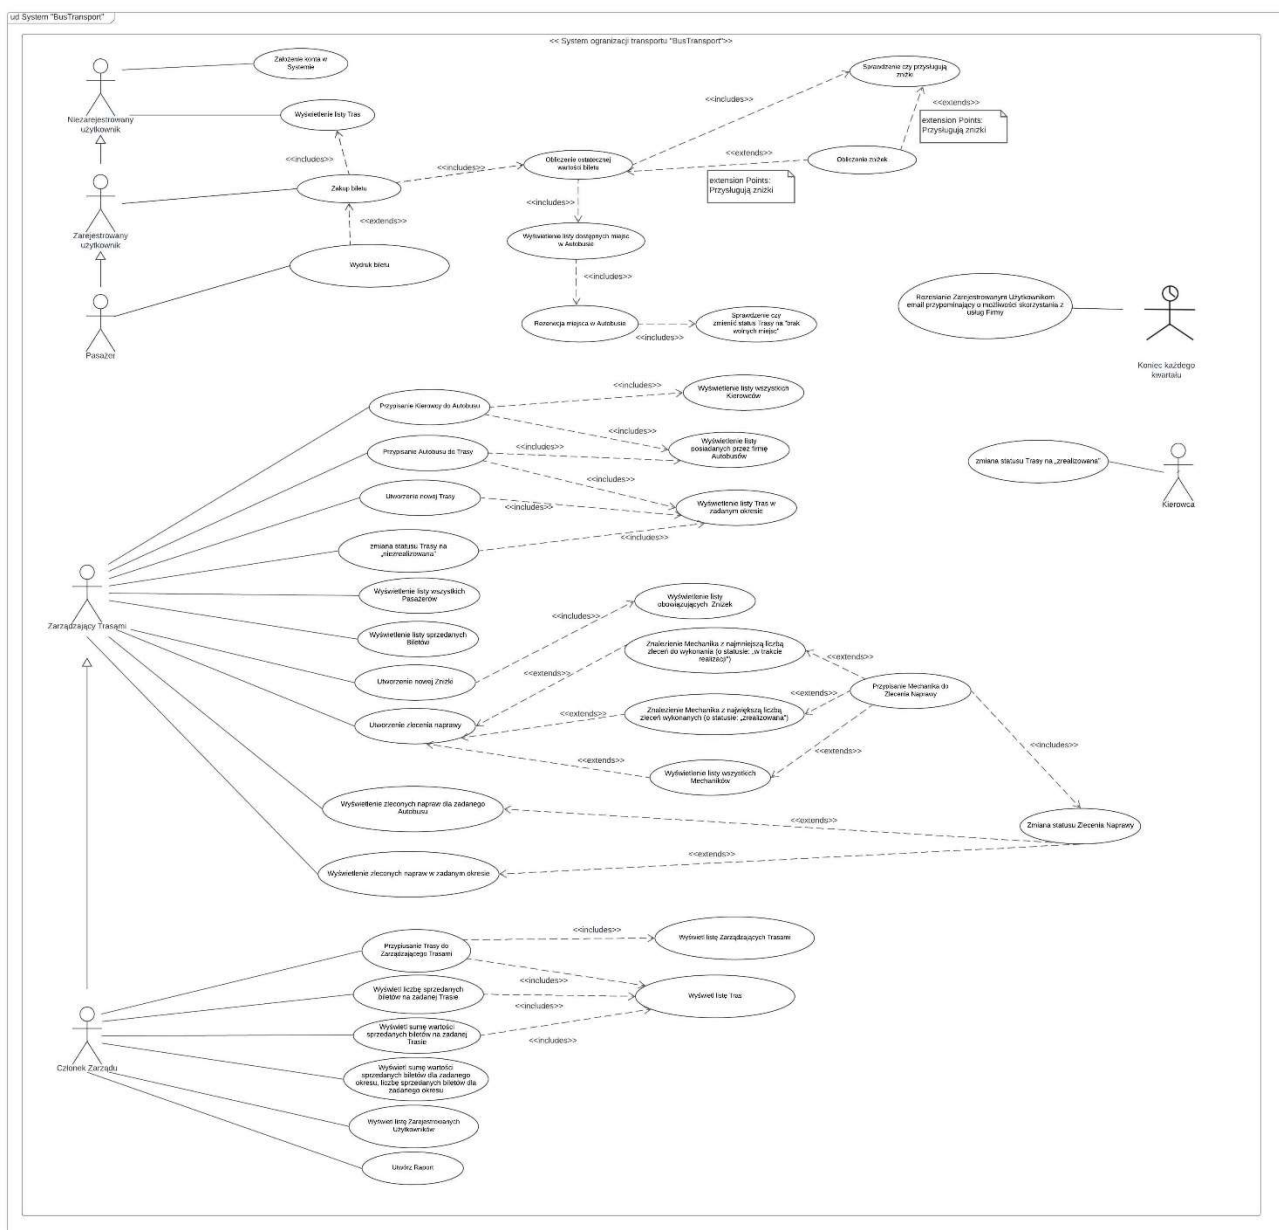 ud System "BusTransport"
<< System ogranizacji transportu "BusTransport">>
Założenie konta w
Systemie
Sprawdzenie czy przysługują
zniżki
<<includes>>
<<extends>>
Niezarejestrowany
użytkownik
Wyświetlenie listy Tras
extension Points:
Przysługują zniżki
<<includes>>
<<includes>>
Obliczenie ostatecznej
wartości biletu
<<extends>>
Obliczenie zniżek
Zakup biletu
extension Points:
Przysługują zniżki
<<includes>>
<<extends>>
Zarejestrowany
użytkownik
Wyświetlenie listy dostępnych miejsc
w Autobusie
Wydruk biletu
<<includes>>
Rozesłanie Zarejestrowanym Użytkownikom
email przypominający o możliwości skorzystania z
usług Firmy
Rezerwcja miejsca w Autobusie
<<includes>>
Sprawdzenie czy
zmienić status Trasy na "brak
wolnych miejsc"
Pasażer
Koniec każdego
kwartału
Przypisanie Kierowcy do Autobusu
<<includes>>
Wyświetlenie listy wszystkich
Kierowców
<<includes>>
Przypisanie Autobusu do Trasy
<<includes>>
Wyświetlenie listy
posiadanych przez firmę
Autobusów
zmiana statusu Trasy na „zrealizowana”
<<includes>>
Utworzenie nowej Trasy
<<includes>>
Wyświetlenie listy Tras w
zadanym okresie
Kierowca
<<includes>>
zmiana statusu Trasy na
„niezrealizowana”
Wyświetlenie listy wszystkich
Pasażerów
Wyświetlenie listy
obowiązujących Zniżek
<<includes>>
Zarządzający Trasami
Wyświetlenie listy sprzedanych
Biletów
Znalezienie Mechanika z najmniejszą liczbą
zleceń do wykonania (o statusie: „w trakcie
realizacji”)
<<extends>>
<<extends>>
Utworzenie nowej Zniżki
Przypisanie Mechanika do
Zlecenia Naprawy
<<extends>>
<<extends>>
Znalezienie Mechanika z największą liczbą
zleceń wykonanych (o statusie: „zrealizowana”)
Utworzenie zlecenia naprawy
<<extends>>
<<extends>>
<<includes>>
Wyświetlenie listy wszystkich
Mechaników
Wyświetlenie zleconych napraw dla zadanego
Autobusu
<<extends>>
Zmiana statusu Zlecenia Naprawy
<<extends>>
Wyświetlenie zleconych napraw w zadanym okresie
Przypiusanie Trasy do
Zarządzającego Trasami
<<includes>>
Wyświetl listę Zarządzających Trasami
<<includes>>
Wyświetl liczbę sprzedanych
biletów na zadanej Trasie
<<includes>>
Wyświetl listę Tras
Wyświetl sumę wartości
sprzedanych biletów na zadanej
Trasie
<<includes>>
Członek Zarządu
Wyświetl sumę wartości
sprzedanych biletów dla zadanego
okresu, liczbę sprzedanych biletów dla
zadanego okresu
Wyświetl listę Zarejestrowanych
Użytkowników
Utwórz Raport